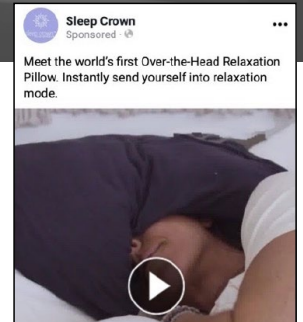 Sleep Crown
Sponsored ·
Meet the world's first Over-the-Head Relaxation
Pillow. Instantly send yourself into relaxation
mode.